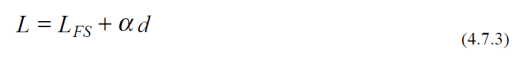 L = L_FS + α d
(4.7.3)